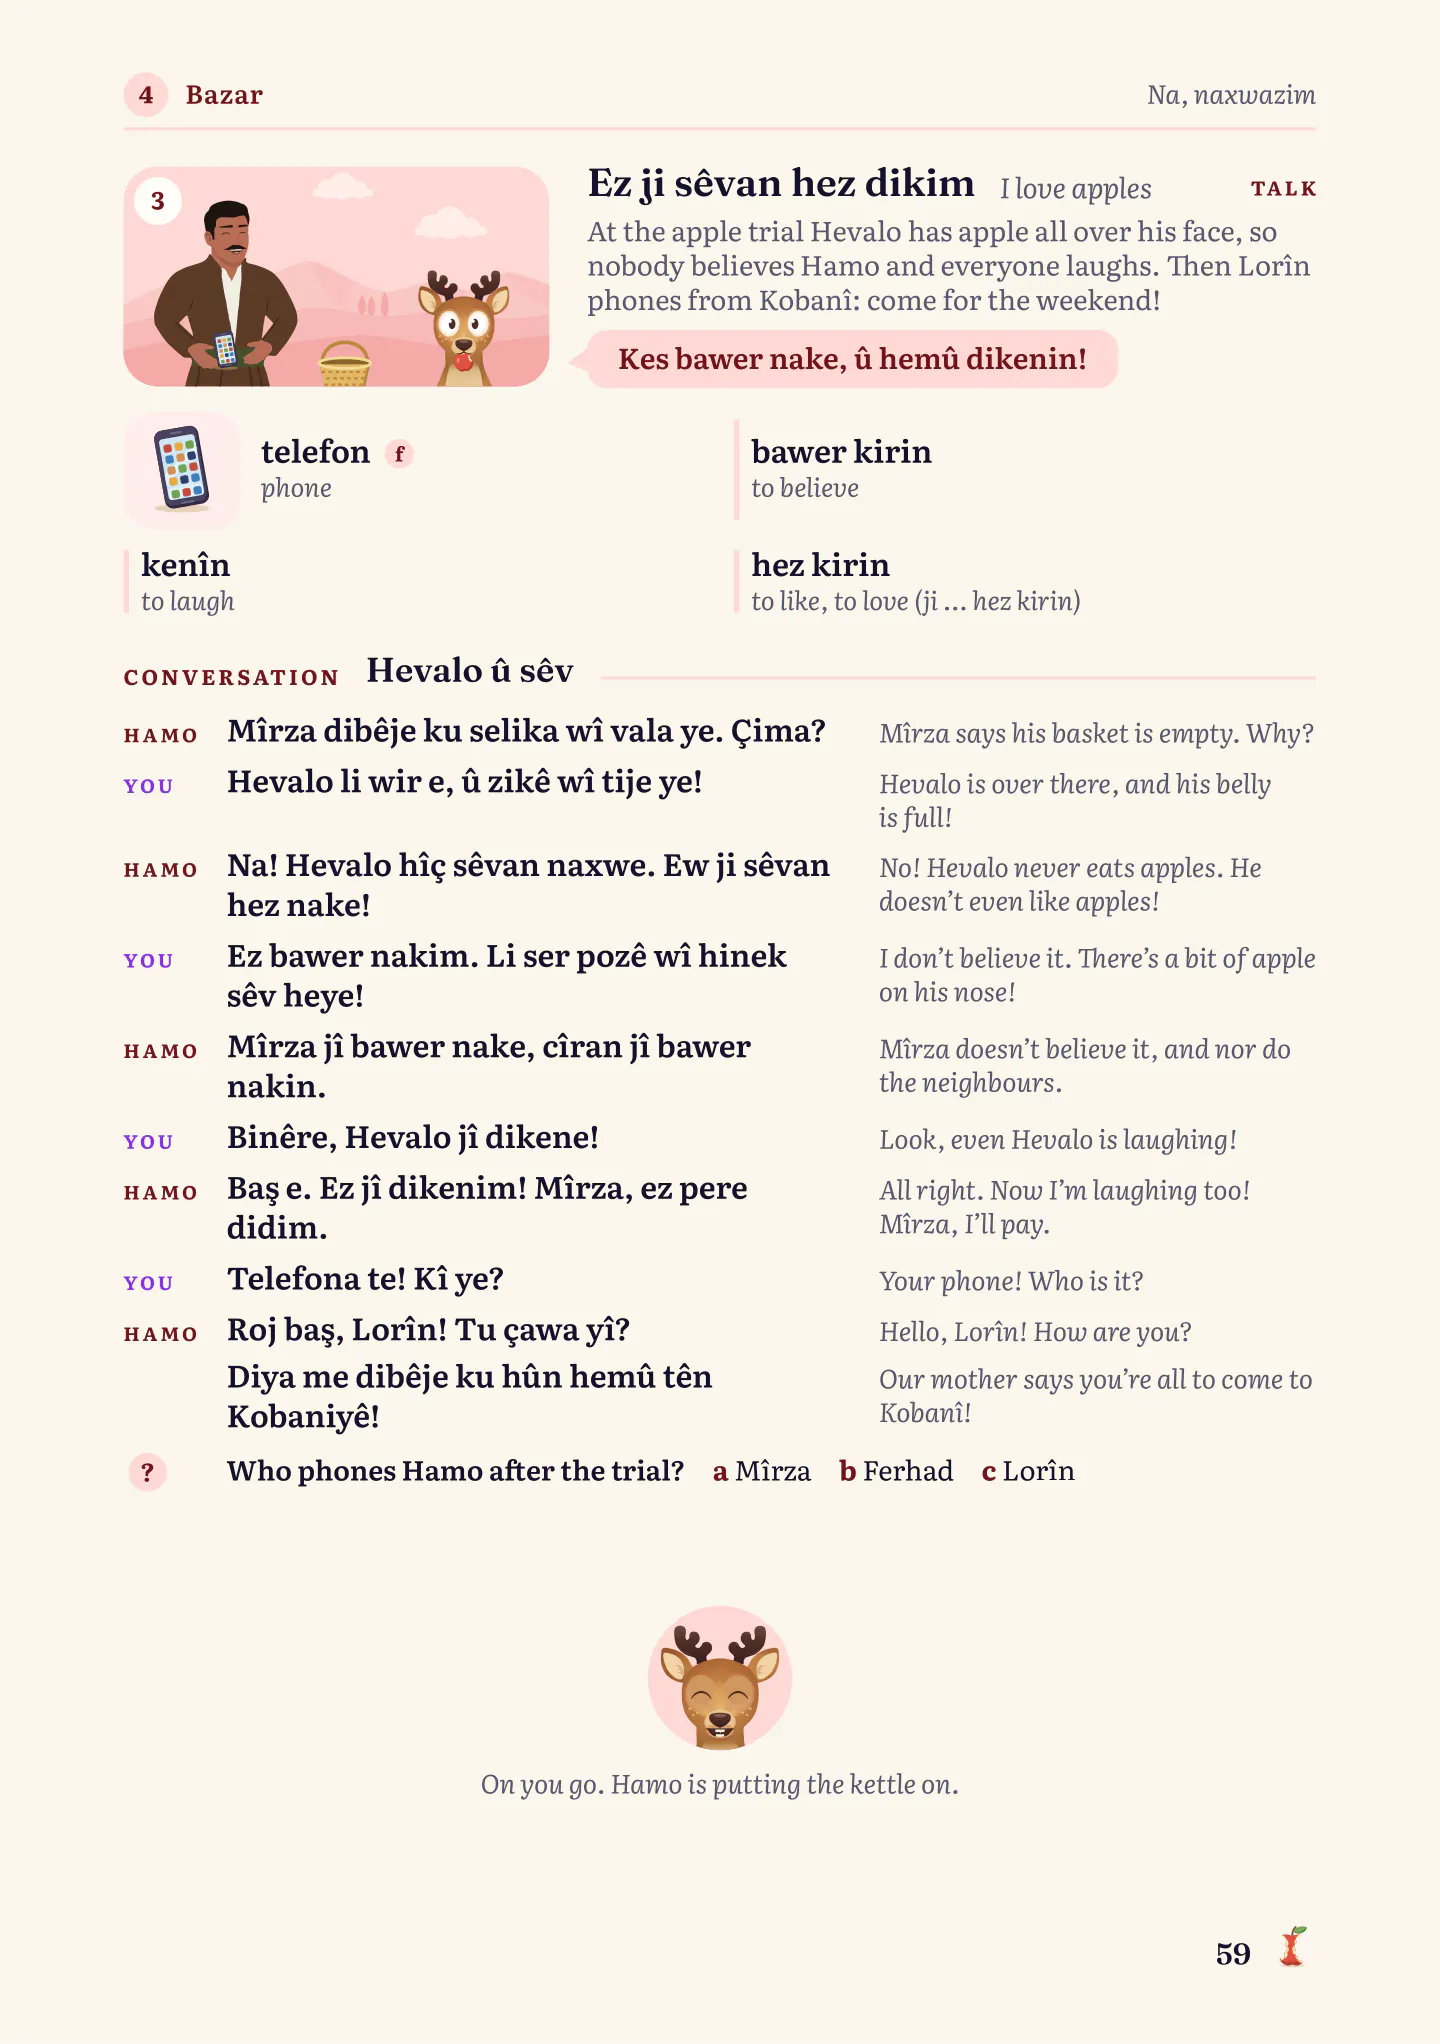 4 Bazar
Na, naxwazim
3
Ez ji sêvan hez dikim I love apples TALK
At the apple trial Hevalo has apple all over his face, so
nobody believes Hamo and everyone laughs. Then Lorîn
phones from Kobanî: come for the weekend!
Kes bawer nake, û hemû dikenin!
telefon f
phone
bawer kirin
to believe
kenîn
to laugh
hez kirin
to like, to love (ji … hez kirin)
CONVERSATION Hevalo û sêv
HAMO Mîrza dibêje ku selika wî vala ye. Çima?
Mîrza says his basket is empty. Why?
YOU Hevalo li wir e, û zikê wî tije ye!
Hevalo is over there, and his belly
is full!
HAMO Na! Hevalo hîç sêvan naxwe. Ew ji sêvan
hez nake!
No! Hevalo never eats apples. He
doesn’t even like apples!
YOU Ez bawer nakim. Li ser pozê wî hinek
sêv heye!
I don’t believe it. There’s a bit of apple
on his nose!
HAMO Mîrza jî bawer nake, cîran jî bawer
nakin.
Mîrza doesn’t believe it, and nor do
the neighbours.
YOU Binêre, Hevalo jî dikene!
Look, even Hevalo is laughing!
HAMO Baş e. Ez jî dikenim! Mîrza, ez pere
didim.
All right. Now I’m laughing too!
Mîrza, I’ll pay.
YOU Telefona te! Kî ye?
Your phone! Who is it?
HAMO Roj baş, Lorîn! Tu çawa yî?
Hello, Lorîn! How are you?
Diya me dibêje ku hûn hemû tên
Kobaniyê!
Our mother says you’re all to come to
Kobanî!
? Who phones Hamo after the trial? a Mîrza b Ferhad c Lorîn
On you go. Hamo is putting the kettle on.
59